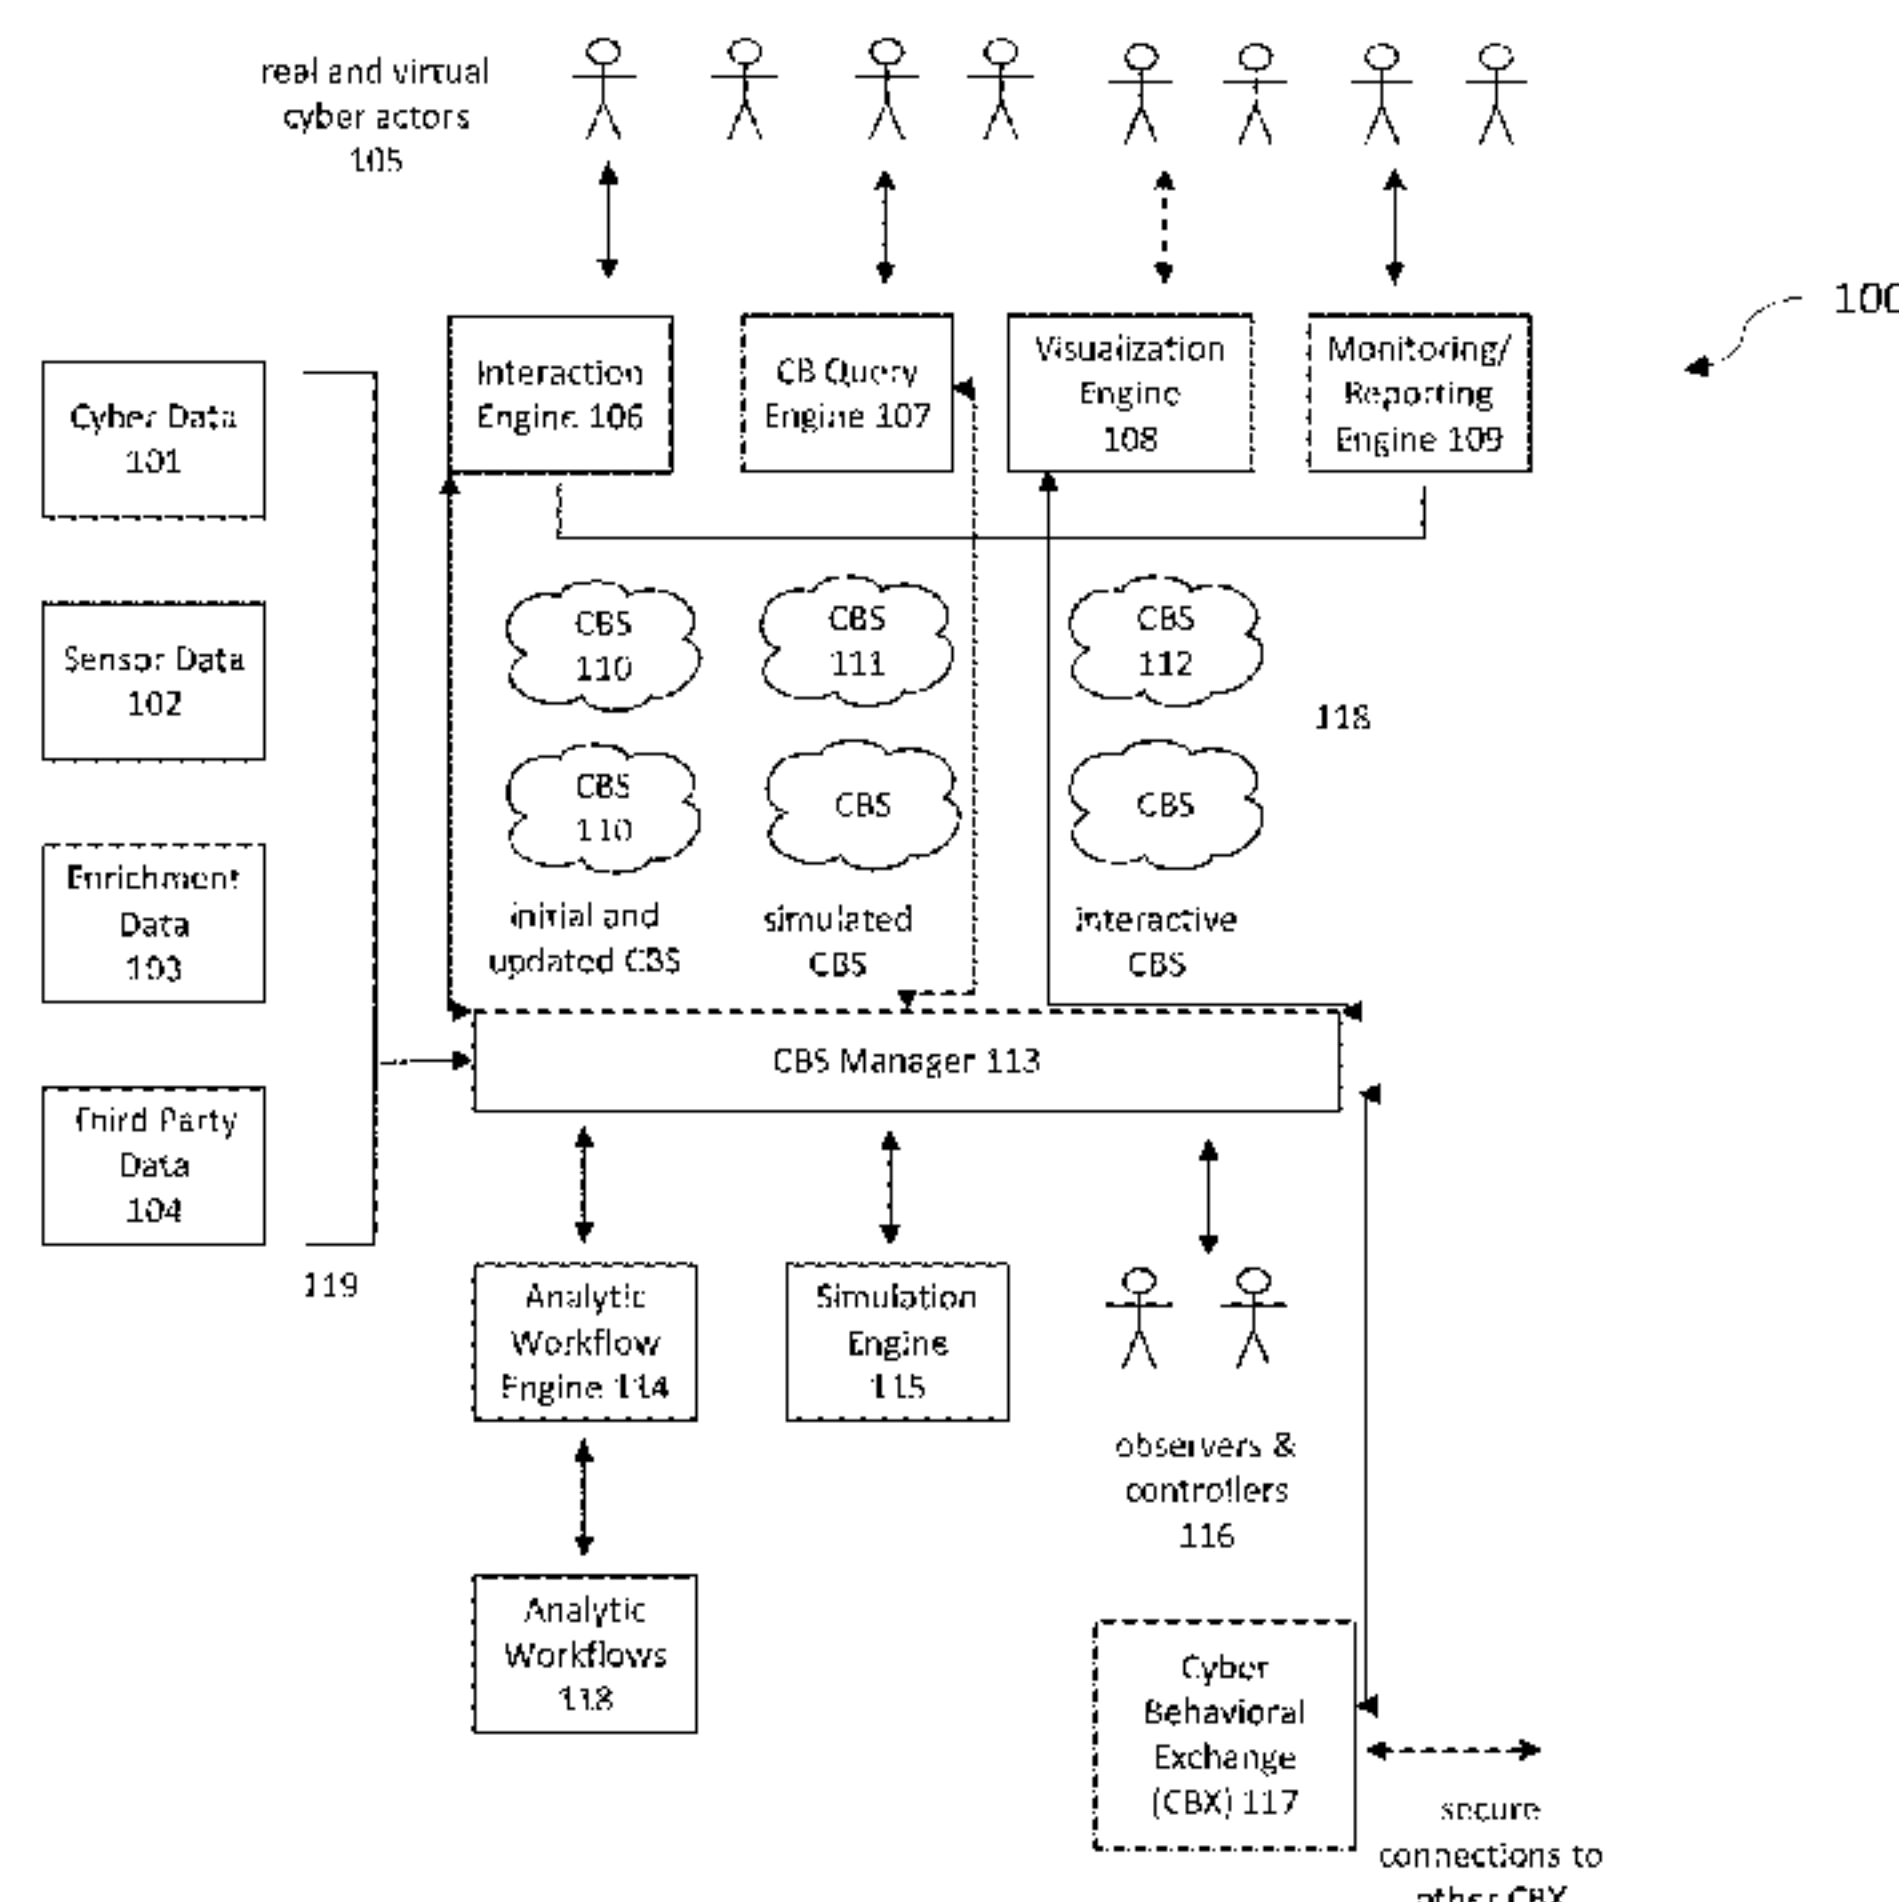 real and virtual
cyber actors
105
100
Interaction
Engine 106
CB Query
Engine 107
Visualization
Engine
108
Monitoring/
Reporting
Engine 109
Cyber Data
101
Sensor Data
102
Enrichment
Data
103
Third Party
Data
104
119
CBS
110
CBS
111
CBS
112
118
CBS
110
CBS
CBS
initial and
updated CBS
simulated
CBS
interactive
CBS
CBS Manager 113
Analytic
Workflow
Engine 114
Simulation
Engine
115
observers &
controllers
116
Analytic
Workflows
118
Cyber
Behavioral
Exchange
(CBX) 117
secure
connections to
other CBX